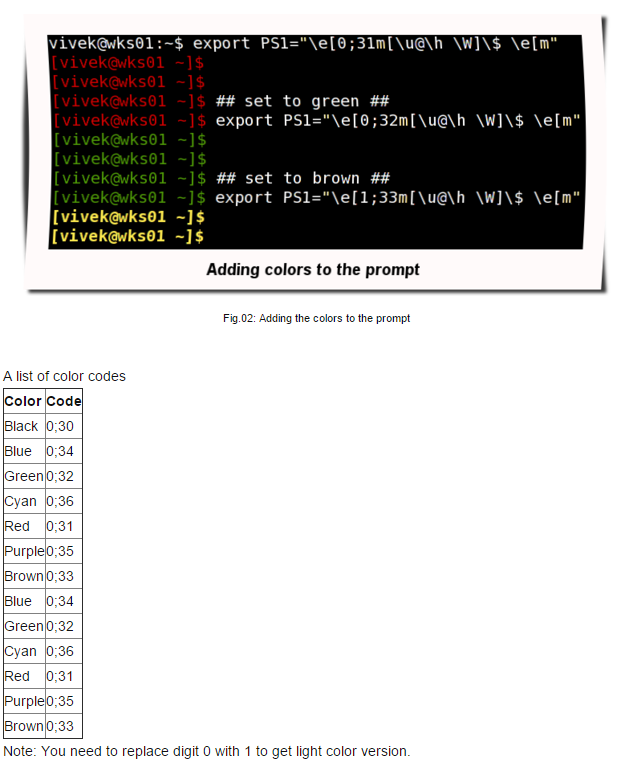 vivek@wks01:~$ export PS1="\e[0;31m[\u@\h \W]\$ \e[m"
[vivek@wks01 ~]$
[vivek@wks01 ~]$
[vivek@wks01 ~]$ ## set to green ##
[vivek@wks01 ~]$ export PS1="\e[0;32m[\u@\h \W]\$ \e[m"
[vivek@wks01 ~]$
[vivek@wks01 ~]$
[vivek@wks01 ~]$ ## set to brown ##
[vivek@wks01 ~]$ export PS1="\e[1;33m[\u@\h \W]\$ \e[m"
[vivek@wks01 ~]$
[vivek@wks01 ~]$
Adding colors to the prompt
Fig.02: Adding the colors to the prompt
A list of color codes
Color Code
Black 0;30
Blue 0;34
Green 0;32
Cyan 0;36
Red 0;31
Purple 0;35
Brown 0;33
Blue 0;34
Green 0;32
Cyan 0;36
Red 0;31
Purple 0;35
Brown 0;33
Note: You need to replace digit 0 with 1 to get light color version.